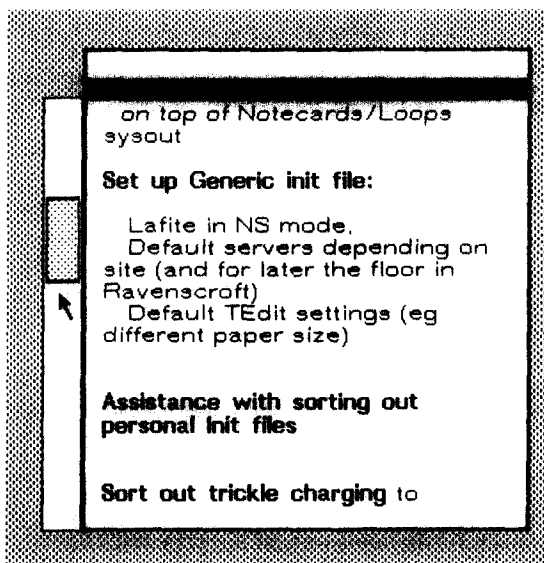 on top of Notecards/Loops
sysout
Set up Generic init file:
Lafite in NS mode,
Default servers depending on
site (and for later the floor in
Ravenscroft)
Default TEdit settings (eg
different paper size)
Assistance with sorting out
personal init files
Sort out trickle charging to